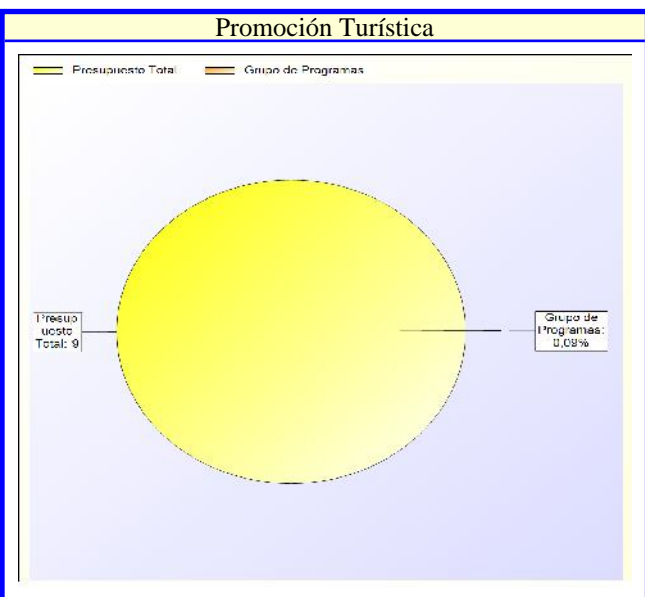 Promoción Turística
Presupuesto Total Grupo de Programas
Presup
uesto
Total: 9
Grupo de
Programas:
0,09%